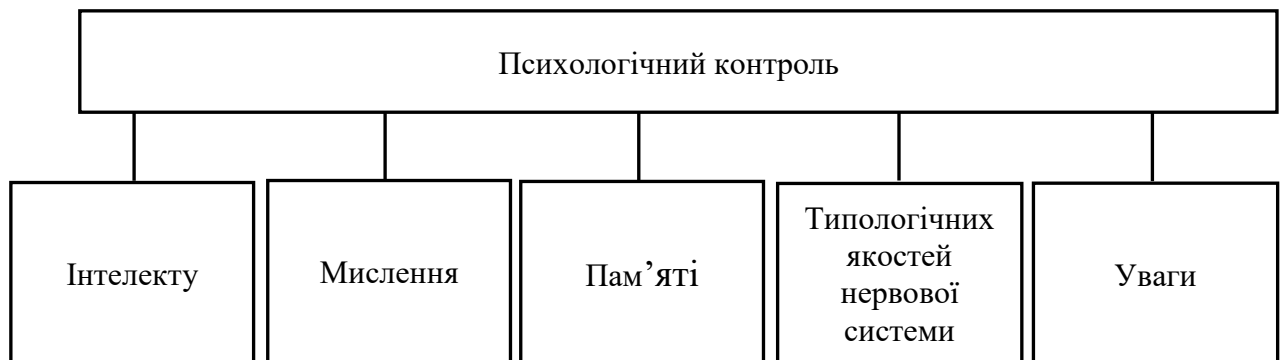 Психологічний контроль
Інтелекту
Мислення
Пам’яті
Типологічних
якостей
нервової
системи
Уваги